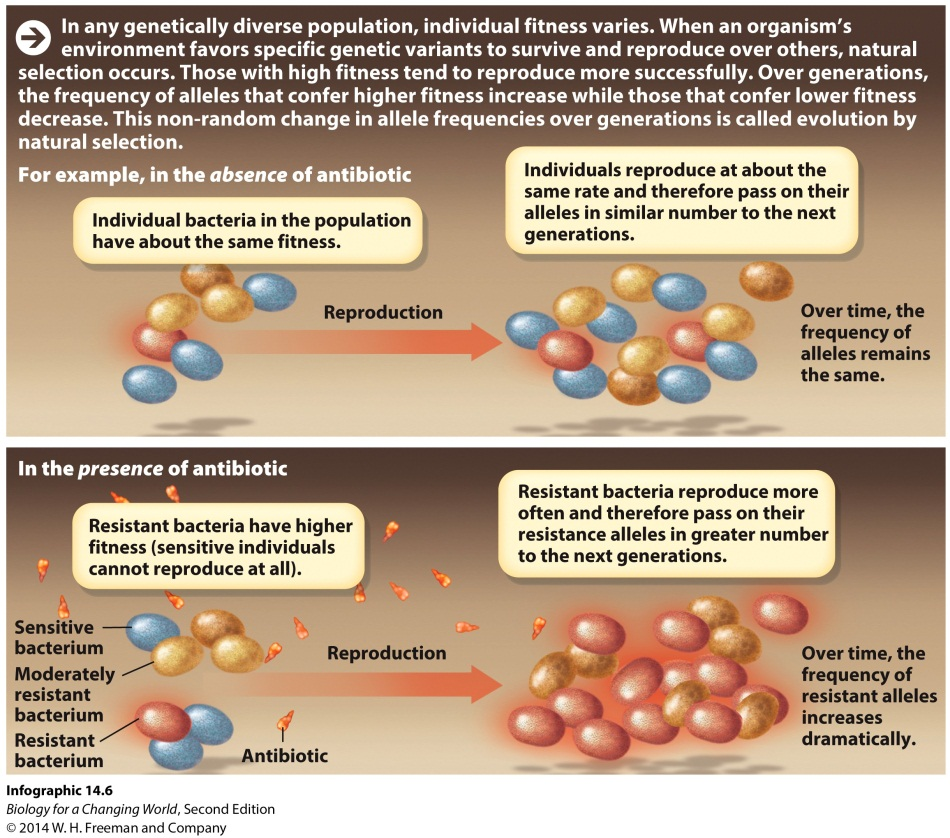 In any genetically diverse population, individual fitness varies. When an organism’s
environment favors specific genetic variants to survive and reproduce over others, natural
selection occurs. Those with high fitness tend to reproduce more successfully. Over generations,
the frequency of alleles that confer higher fitness increase while those that confer lower fitness
decrease. This non-random change in allele frequencies over generations is called evolution by
natural selection.
For example, in the absence of antibiotic
Individual bacteria in the population
have about the same fitness.
Individuals reproduce at about the
same rate and therefore pass on their
alleles in similar number to the next
generations.
Reproduction
Over time, the
frequency of
alleles remains
the same.
In the presence of antibiotic
Resistant bacteria have higher
fitness (sensitive individuals
cannot reproduce at all).
Resistant bacteria reproduce more
often and therefore pass on their
resistance alleles in greater number
to the next generations.
Sensitive
bacterium
Moderately
resistant
bacterium
Resistant
bacterium
Reproduction
Antibiotic
Over time, the
frequency of
resistant alleles
increases
dramatically.
Infographic 14.6
Biology for a Changing World, Second Edition
© 2014 W. H. Freeman and Company